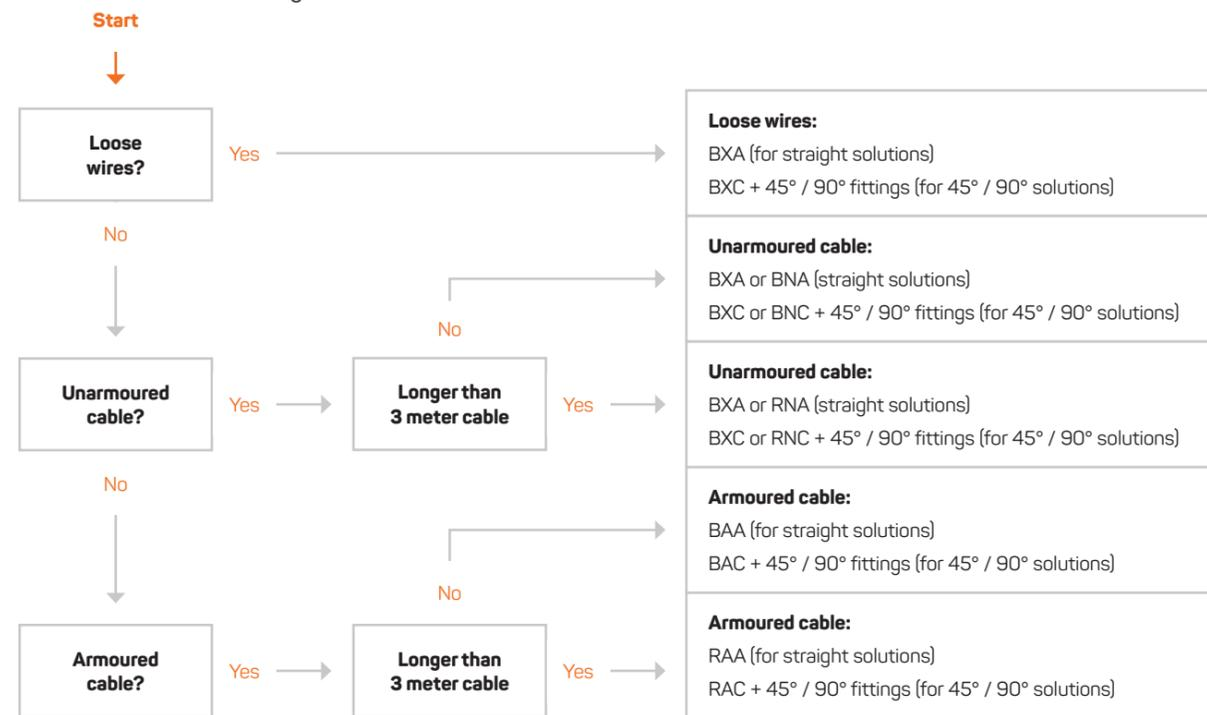 Start
Loose
wires?
Yes
Loose wires:
BXA (for straight solutions)
BXC + 45° / 90° fittings (for 45° / 90° solutions)
No
Unarmoured cable:
BXA or BNA (straight solutions)
BXC or BNC + 45° / 90° fittings (for 45° / 90° solutions)
No
Unarmoured
cable?
Yes
Longer than
3 meter cable
Yes
Unarmoured cable:
BXA or RNA (straight solutions)
BXC or RNC + 45° / 90° fittings (for 45° / 90° solutions)
No
Armoured cable:
BAA (for straight solutions)
BAC + 45° / 90° fittings (for 45° / 90° solutions)
No
Armoured
cable?
Yes
Longer than
3 meter cable
Yes
Armoured cable:
RAA (for straight solutions)
RAC + 45° / 90° fittings (for 45° / 90° solutions)